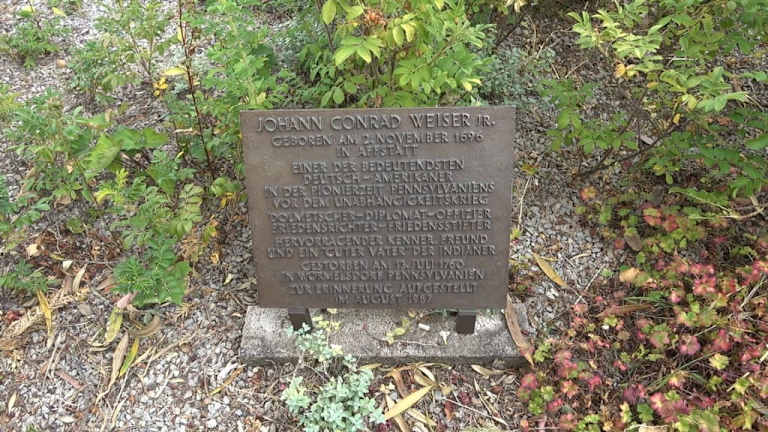 JOHANN CONRAD WEISER JR.
GEBOREN AM 2. NOVEMBER 1696
IN AFFSTÄTT
EINER DER BEDEUTENDSTEN
DEUTSCH-AMERIKANER
IN DER PIONIERZEIT PENNSYLVANIENS
VOR DEM UNABHÄNGIGKEITSKRIEG
DOLMETSCHER-DIPLOMAT-OFFIZIER
FRIEDENSRICHTER-FRIEDENSSTIFTER
HERVORRAGENDER KENNER, FREUND
UND EIN "GUTER VATER" DER INDIANER
GESTORBEN AM JULI 1760
IN PENNSYLVANIEN
ZUR ERINNERUNG AUFGESTELLT
IM AUGUST 1987